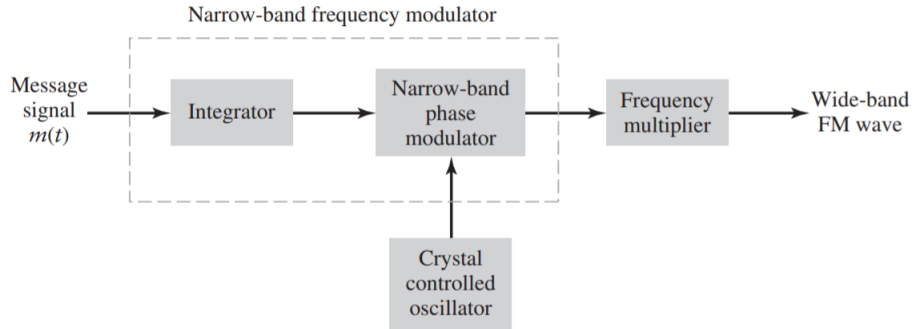 Narrow-band frequency modulator
Message
signal
m(t)
Integrator
Narrow-band
phase
modulator
Frequency
multiplier
Wide-band
FM wave
Crystal
controlled
oscillator